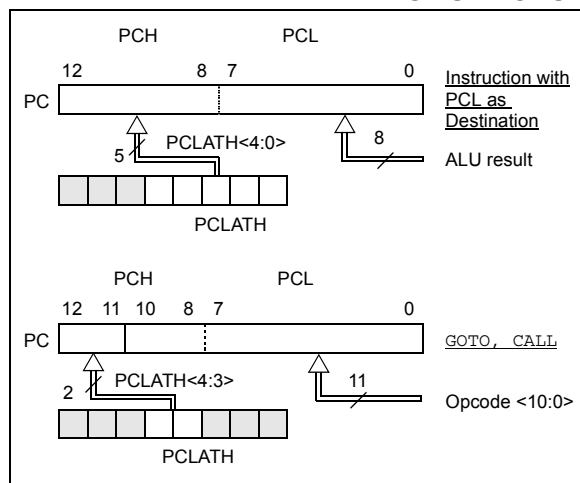 PCH PCL
12 8 7 0
PC
Instruction with
PCL as
Destination
5 PCLATH<4:0> 8
ALU result
PCLATH
PCH PCL
12 11 10 8 7 0
PC
GOTO, CALL
2 PCLATH<4:3> 11
Opcode <10:0>
PCLATH